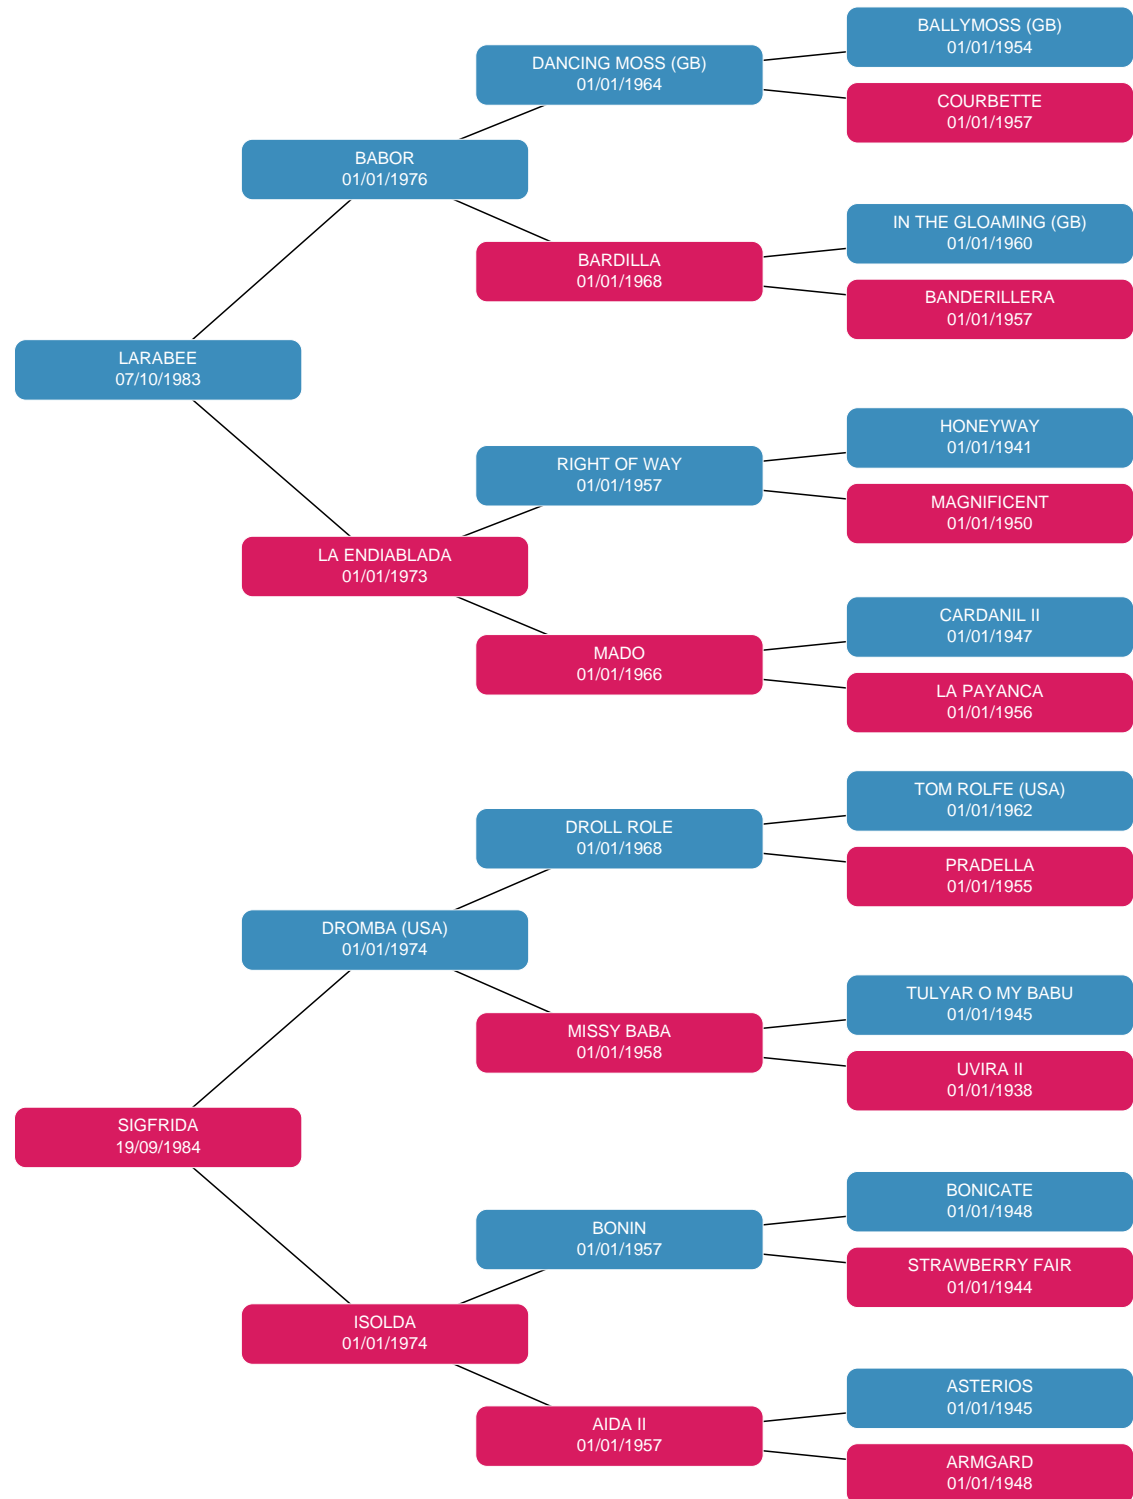 BALLYMOSS (GB)
01/01/1954
DANCING MOSS (GB)
01/01/1964
COURBETTE
01/01/1957
BABOR
01/01/1976
IN THE GLOAMING (GB)
01/01/1960
BARDILLA
01/01/1968
BANDERILLERA
01/01/1957
LARABEE
07/10/1983
HONEYWAY
01/01/1941
RIGHT OF WAY
01/01/1957
MAGNIFICENT
01/01/1950
LA ENDIABLADA
01/01/1973
CARDANIL II
01/01/1947
MADO
01/01/1966
LA PAYANCA
01/01/1956
TOM ROLFE (USA)
01/01/1962
DROLL ROLE
01/01/1968
PRADELLA
01/01/1955
DROMBA (USA)
01/01/1974
TULYAR O MY BABU
01/01/1945
MISSY BABA
01/01/1958
UVIRA II
01/01/1938
SIGFRIDA
19/09/1984
BONICATE
01/01/1948
BONIN
01/01/1957
STRAWBERRY FAIR
01/01/1944
ISOLDA
01/01/1974
ASTERIOS
01/01/1945
AIDA II
01/01/1957
ARMGARD
01/01/1948